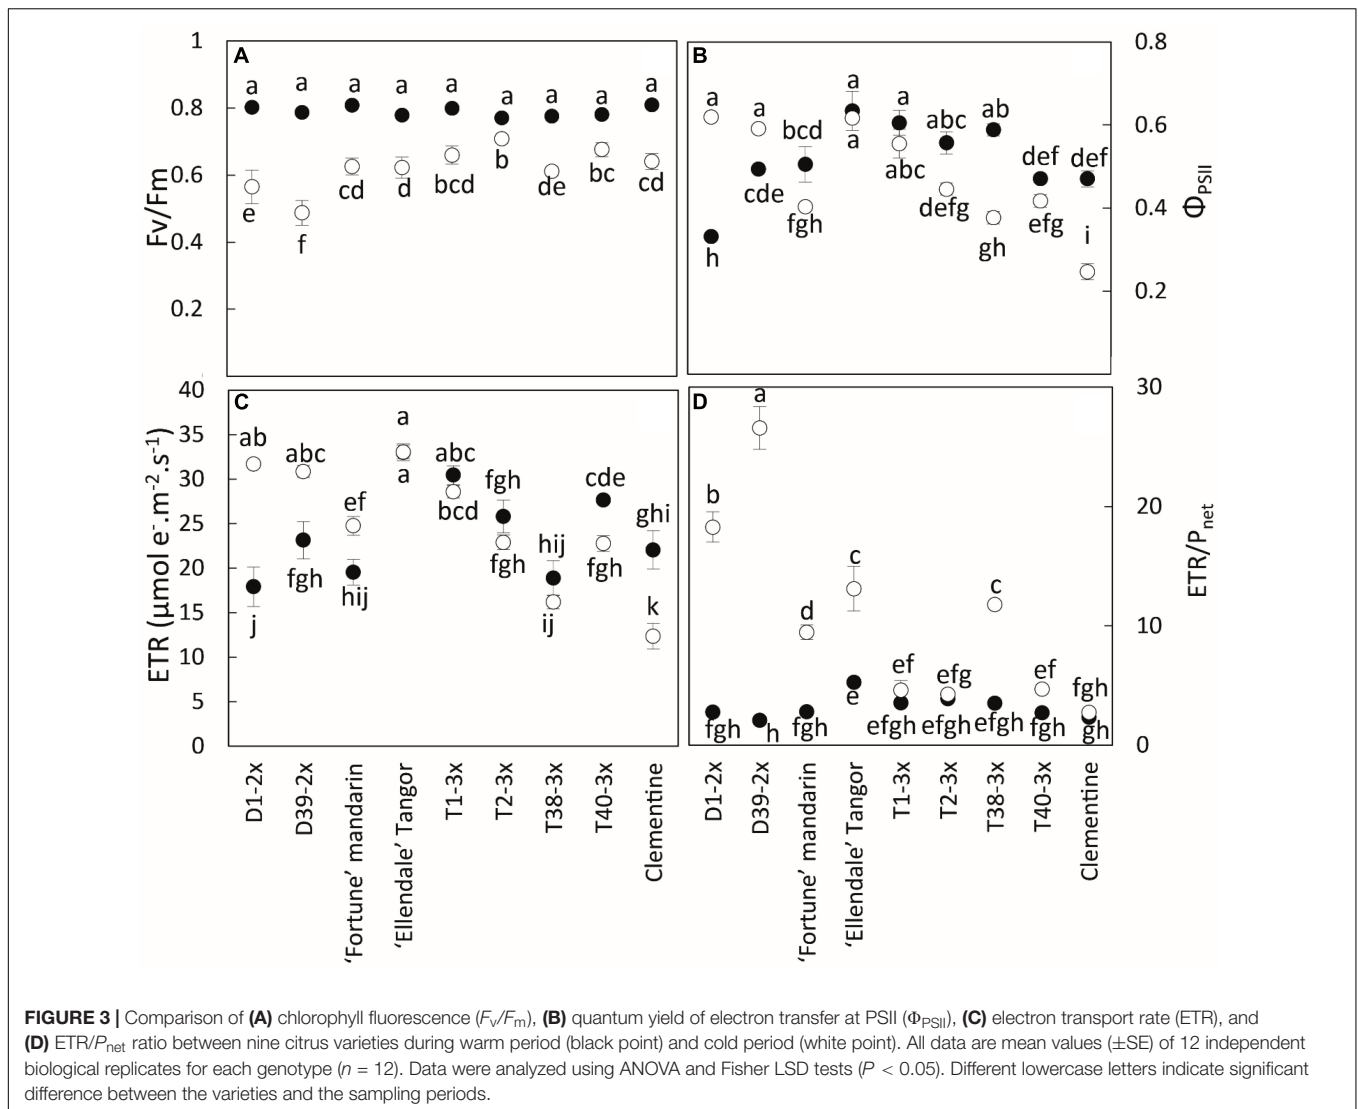 A
1
0.8
0.6
0.4
0.2
Fv/Fm
a a a a a a a a a
e f cd d bcd b de bc cd
B
0.8
0.6
0.4
0.2
ΦPSII
a a bcd a a abc ab def def
h cde fgh a abc defg gh efg i
C
40
35
30
25
20
15
10
5
0
ETR (µmol e-.m-2.s-1)
ab abc ef a abc fgh hij cde ghi
j fgh hij a bcd fgh ij fgh k
D
30
20
10
0
ETR/Pnet
b a d c ef efg c ef fgh
fgh h fgh e efgh efgh efgh fgh gh
D1-2x
D39-2x
‘Fortune’ mandarin
‘Ellendale’ Tangor
T1-3x
T2-3x
T38-3x
T40-3x
Clementine
D1-2x
D39-2x
‘Fortune’ mandarin
‘Ellendale’ Tangor
T1-3x
T2-3x
T38-3x
T40-3x
Clementine
FIGURE 3 | Comparison of (A) chlorophyll fluorescence (Fv/Fm), (B) quantum yield of electron transfer at PSII (ΦPSII), (C) electron transport rate (ETR), and
(D) ETR/Pnet ratio between nine citrus varieties during warm period (black point) and cold period (white point). All data are mean values (±SE) of 12 independent
biological replicates for each genotype (n = 12). Data were analyzed using ANOVA and Fisher LSD tests (P < 0.05). Different lowercase letters indicate significant
difference between the varieties and the sampling periods.